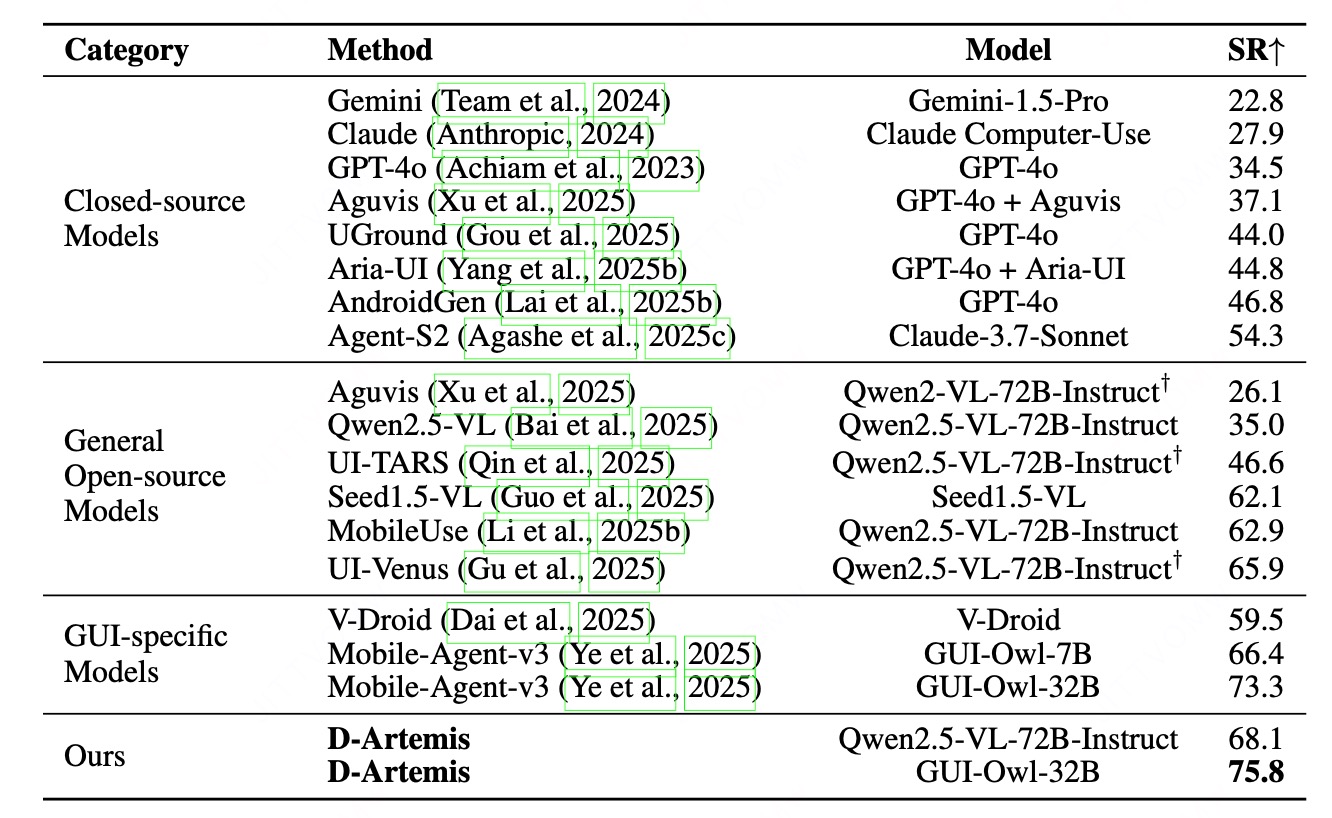 Category Method Model SR↑
Closed-source Models
Gemini (Team et al., 2024) Gemini-1.5-Pro 22.8
Claude (Anthropic, 2024) Claude Computer-Use 27.9
GPT-4o (Achiam et al., 2023) GPT-4o 34.5
Aguvis (Xu et al., 2025) GPT-4o + Aguvis 37.1
UGround (Gou et al., 2025) GPT-4o 44.0
Aria-UI (Yang et al., 2025b) GPT-4o + Aria-UI 44.8
AndroidGen (Lai et al., 2025b) GPT-4o 46.8
Agent-S2 (Agashe et al., 2025c) Claude-3.7-Sonnet 54.3
General Open-source Models
Aguvis (Xu et al., 2025) Qwen2-VL-72B-Instruct† 26.1
Qwen2.5-VL (Bai et al., 2025) Qwen2.5-VL-72B-Instruct 35.0
UI-TARS (Qin et al., 2025) Qwen2.5-VL-72B-Instruct† 46.6
Seed1.5-VL (Guo et al., 2025) Seed1.5-VL 62.1
MobileUse (Li et al., 2025b) Qwen2.5-VL-72B-Instruct 62.9
UI-Venus (Gu et al., 2025) Qwen2.5-VL-72B-Instruct† 65.9
GUI-specific Models
V-Droid (Dai et al., 2025) V-Droid 59.5
Mobile-Agent-v3 (Ye et al., 2025) GUI-Owl-7B 66.4
Mobile-Agent-v3 (Ye et al., 2025) GUI-Owl-32B 73.3
Ours
D-Artemis Qwen2.5-VL-72B-Instruct 68.1
D-Artemis GUI-Owl-32B 75.8